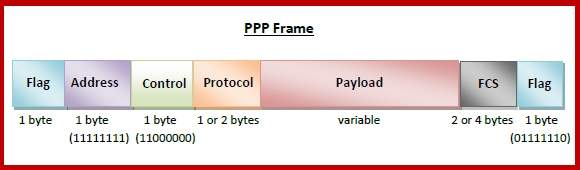 PPP Frame
Flag Address Control Protocol Payload FCS Flag
1 byte 1 byte 1 byte 1 or 2 bytes variable 2 or 4 bytes 1 byte
(11111111) (11000000) (01111110)